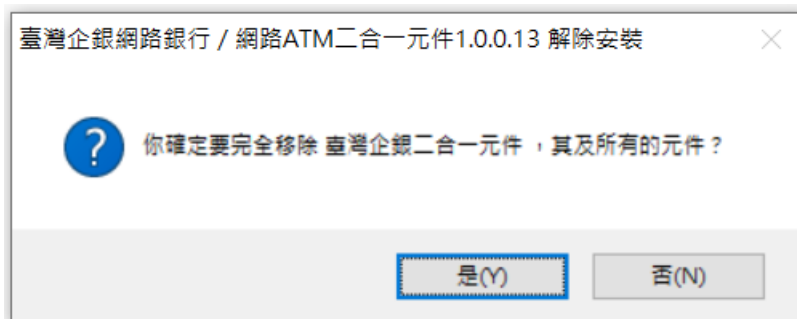 臺灣企銀網路銀行 / 網路ATM二合一元件1.0.0.13 解除安裝
你確定要完全移除 臺灣企銀二合一元件 ，其及所有的元件？
是(Y)
否(N)